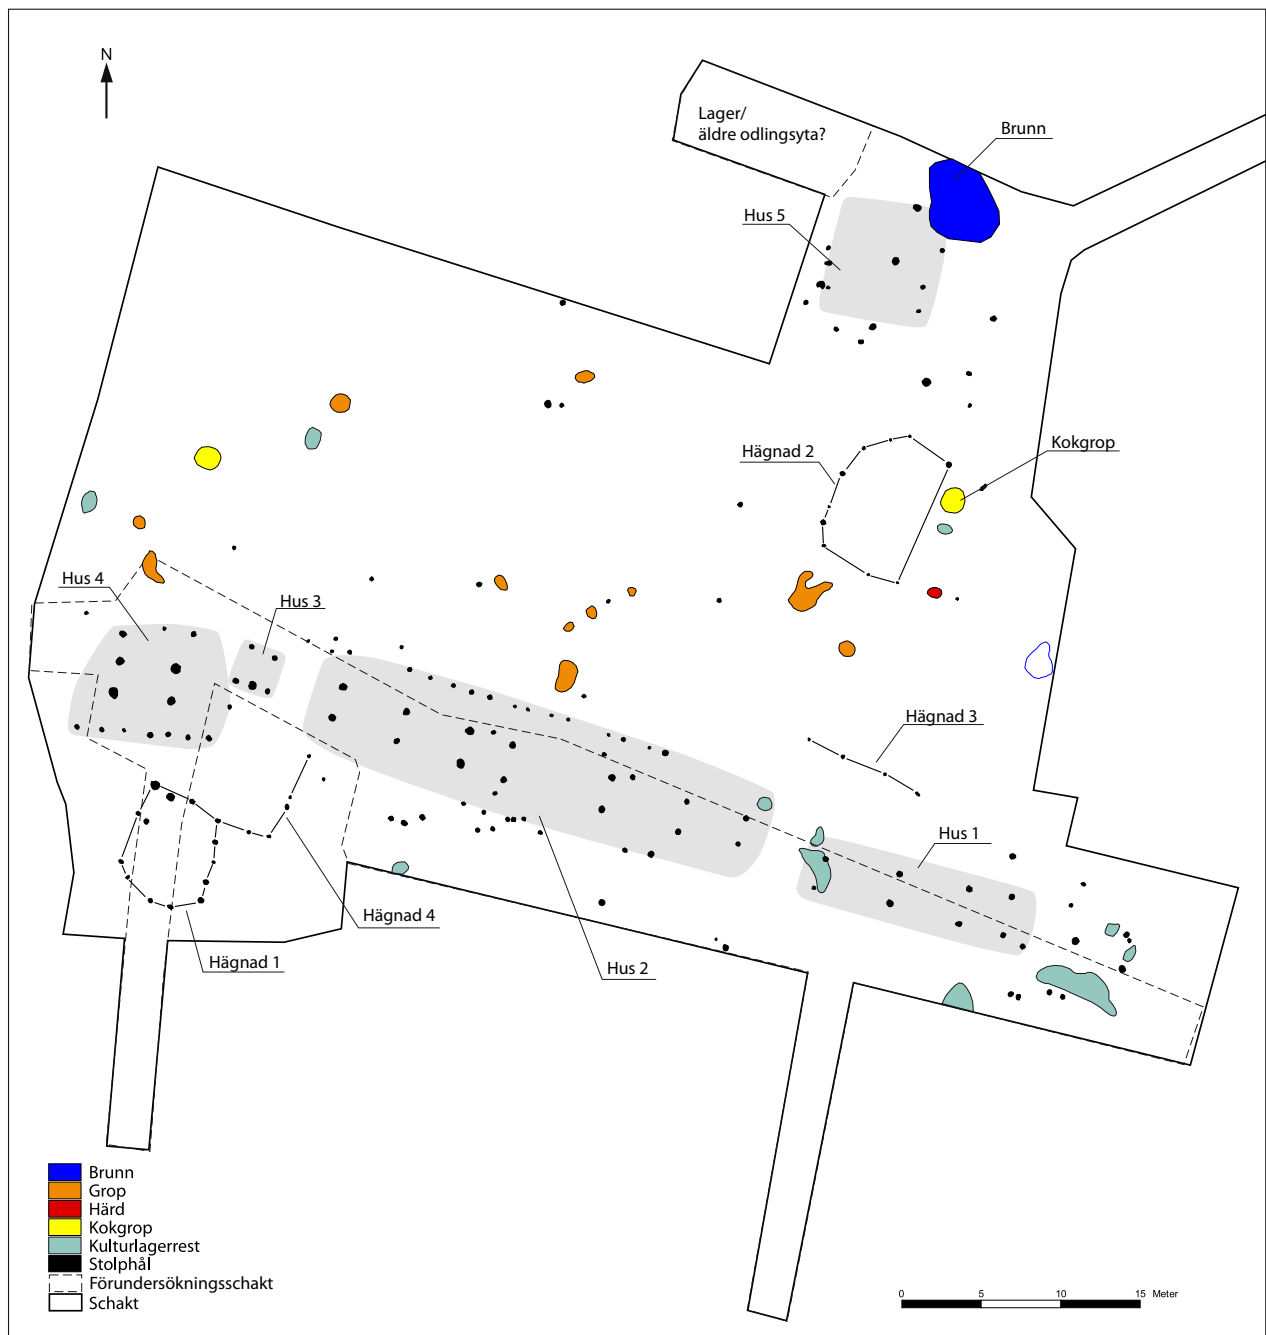 N
Lager/
äldre odlingsyta?
Brunn
Hus 5
Hägnad 2
Kokgrop
Hus 4
Hus 3
Hägnad 3
Hus 1
Hägnad 4
Hägnad 1
Hus 2
Brunn
Grop
Härd
Kokgrop
Kulturlagerrest
Stolphål
Förundersökningsschakt
Schakt
0 5 10 15 Meter